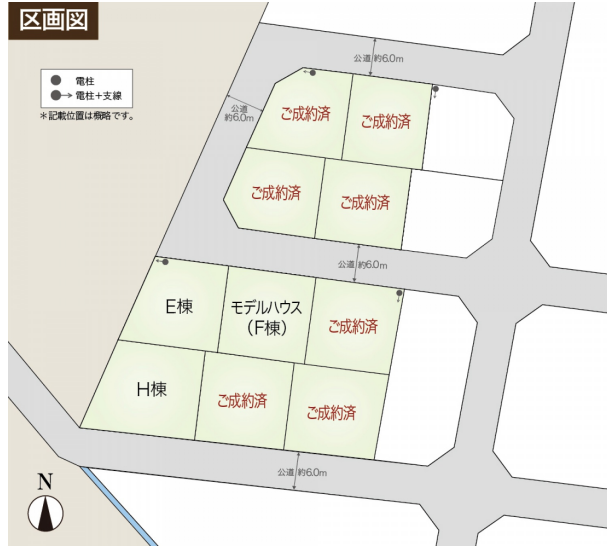 区画図
電柱
電柱+支線
*記載位置は概略です。
公道 約6.0m
公道
約6.0m
ご成約済
ご成約済
ご成約済
ご成約済
公道 約6.0m
E棟
モデルハウス
(F棟)
ご成約済
H棟
ご成約済
ご成約済
公道 約6.0m
N